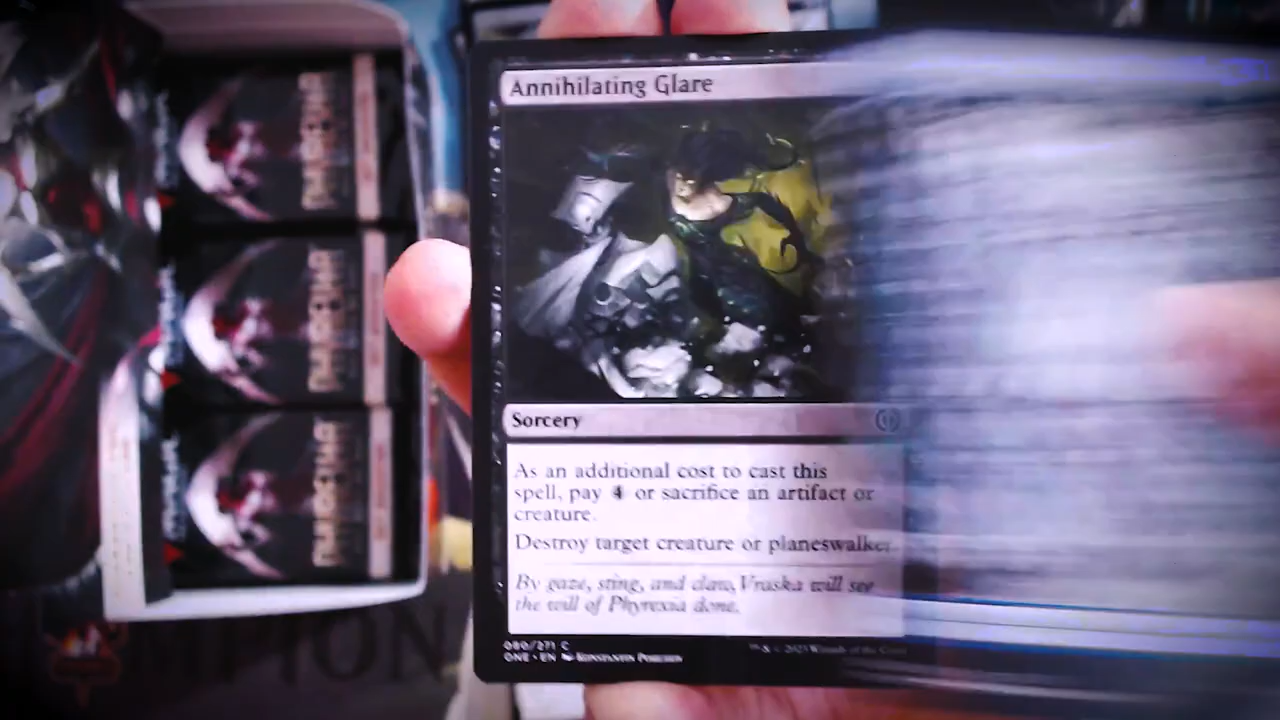 Annihilating Glare
Sorcery
As an additional cost to cast this
spell, pay 4 or sacrifice an artifact or
creature.
Destroy target creature or planeswalker.
By gaze, sting, and claw, Vraska will see
the will of Phyrexia done.
080/271 C
ONE • EN Konstantin Porubov
™ & © 2023 Wizards of the Coast
MPION